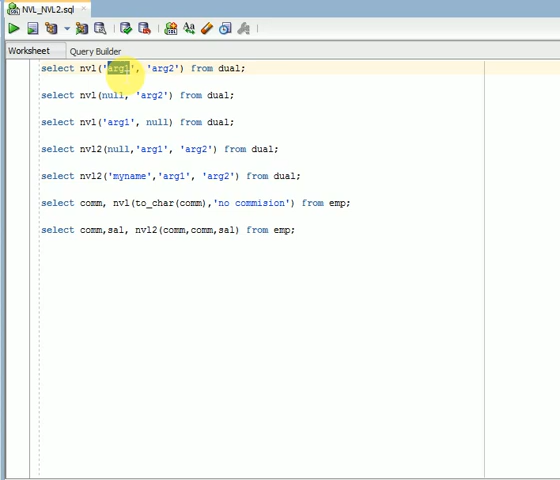 NVL_NVL2.sql
Worksheet Query Builder
select nvl('arg1', 'arg2') from dual;
select nvl(null, 'arg2') from dual;
select nvl('arg1', null) from dual;
select nvl2(null,'arg1', 'arg2') from dual;
select nvl2('myname','arg1', 'arg2') from dual;
select comm, nvl(to_char(comm),'no commision') from emp;
select comm,sal, nvl2(comm,comm,sal) from emp;